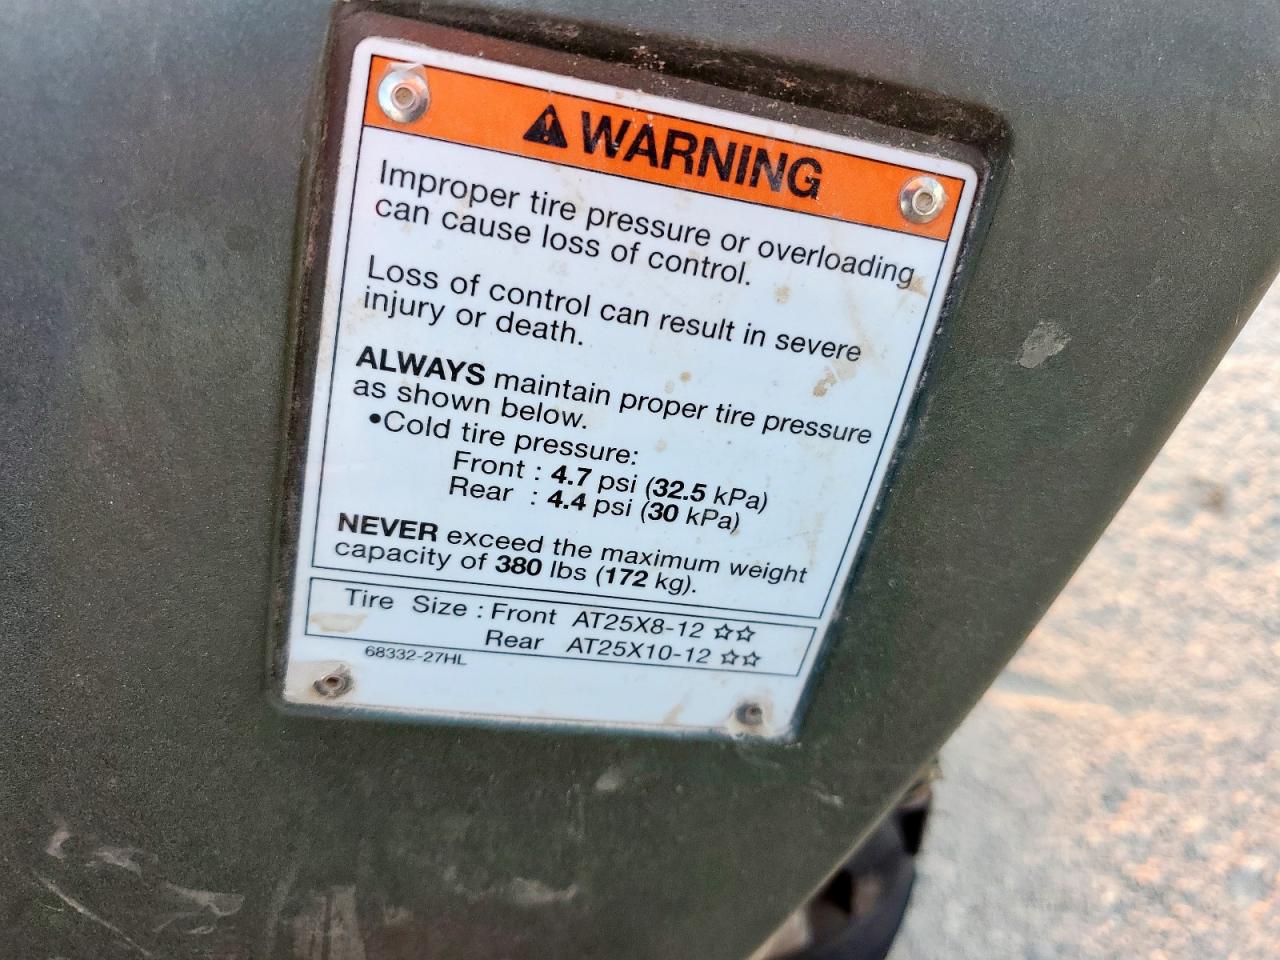 ⚠WARNING
Improper tire pressure or overloading
can cause loss of control.
Loss of control can result in severe
injury or death.
ALWAYS maintain proper tire pressure
as shown below.
•Cold tire pressure:
Front : 4.7 psi (32.5 kPa)
Rear : 4.4 psi (30 kPa)
NEVER exceed the maximum weight
capacity of 380 lbs (172 kg).
Tire Size : Front AT25X8-12 ☆☆
Rear AT25X10-12 ☆☆
68332-27HL